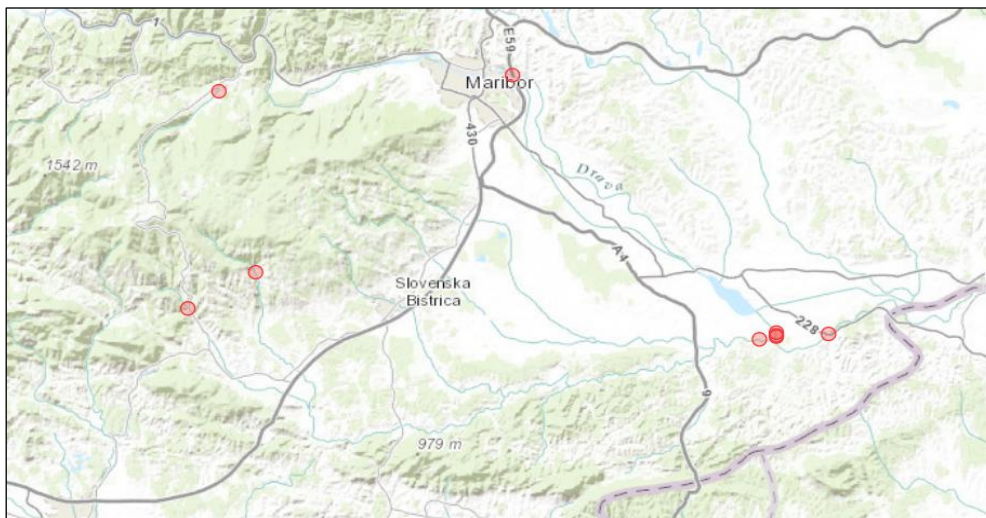 1
E59
Maribor
430
1542 m
Drava
A4
Slovenska
Bistrica
228
9
979 m